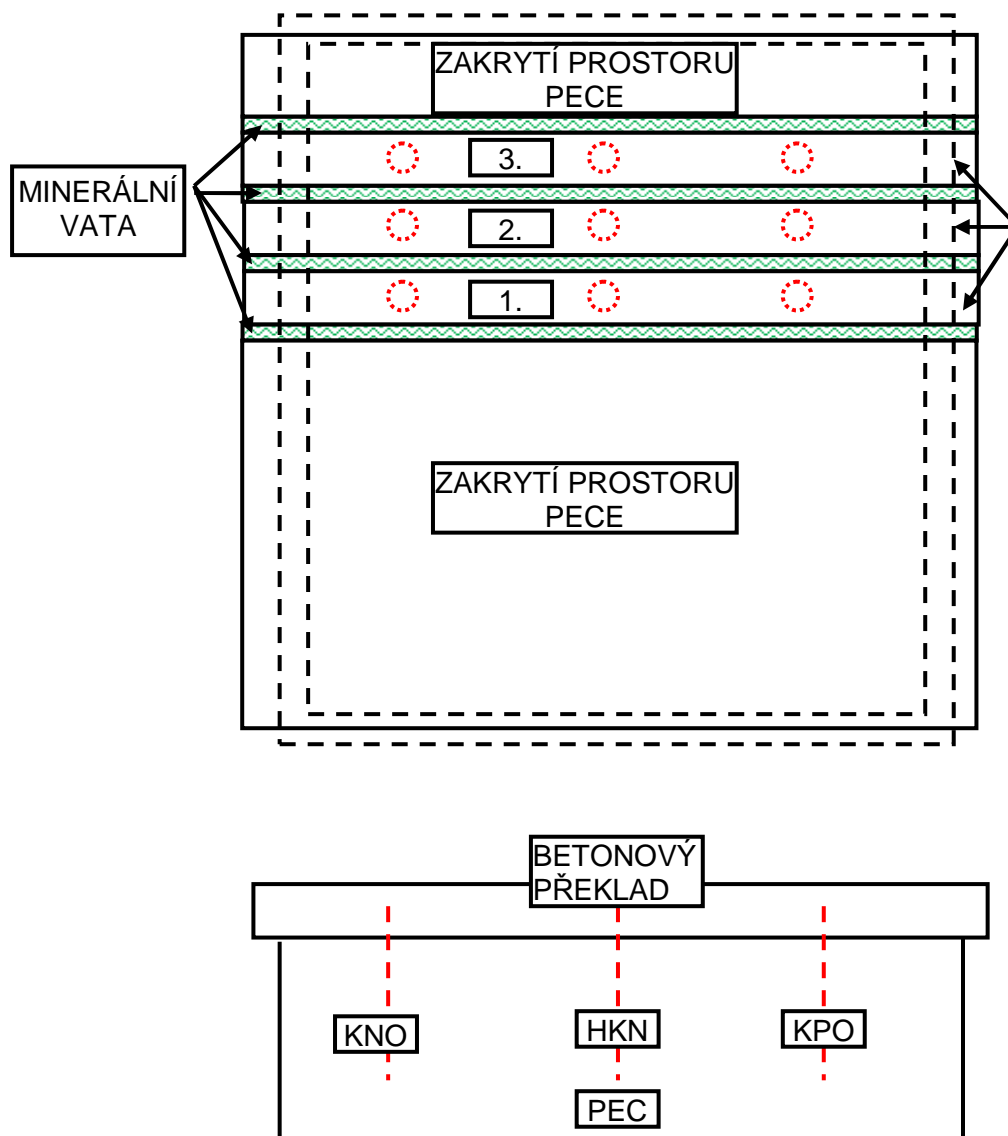 ZAKRYTÍ PROSTORU
PECE
3.
MINERÁLNÍ
VATA
2.
1.
ZAKRYTÍ PROSTORU
PECE
BETONOVÝ
PŘEKLAD
KNO
HKN
KPO
PEC